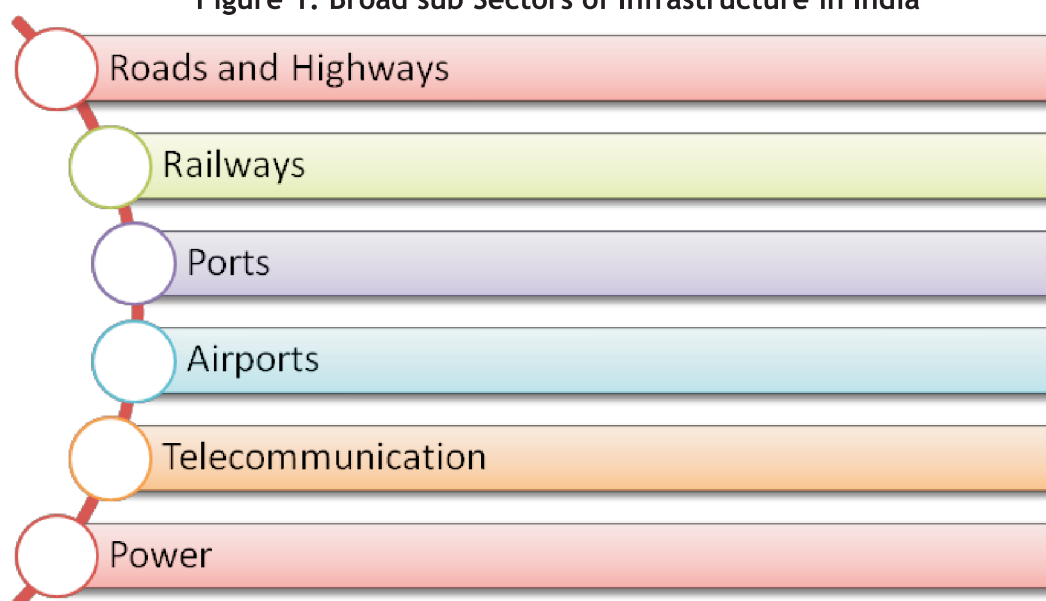 Figure 1: Broad sub Sectors of Infrastructure in India
Roads and Highways
Railways
Ports
Airports
Telecommunication
Power